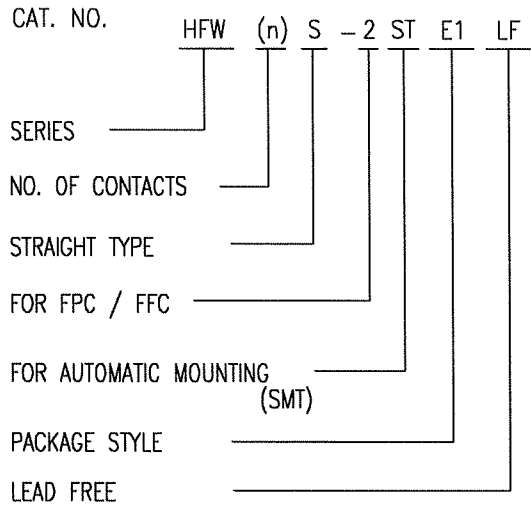 CAT. NO.
HFW (n) S - 2 ST E1 LF
SERIES
NO. OF CONTACTS
STRAIGHT TYPE
FOR FPC / FFC
FOR AUTOMATIC MOUNTING
(SMT)
PACKAGE STYLE
LEAD FREE